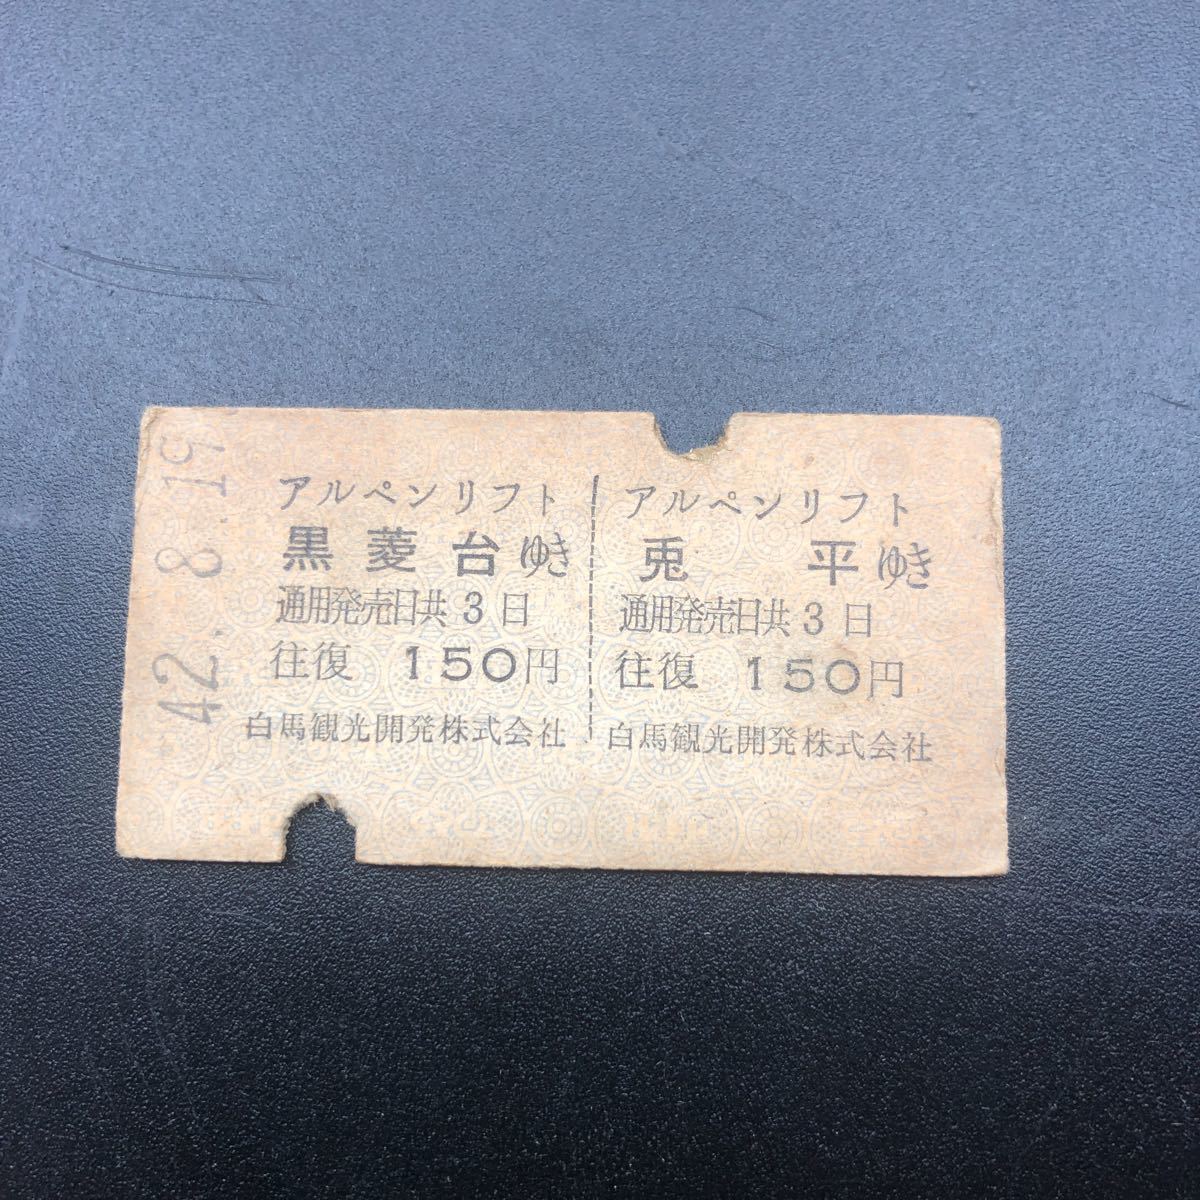 42.-8.19
アルペンリフト
黒菱台ゆき
通用発売日共3日
往復 150円
白馬観光開発株式会社
アルペンリフト
兎平ゆき
通用発売日共3日
往復 150円
白馬観光開発株式会社